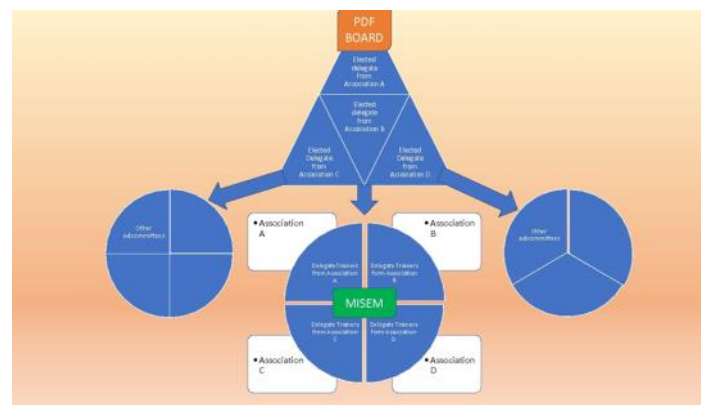 PDF
BOARD
Elected
delegate
from
Association A
Elected
delegate
from
Association B
Elected
Delegate
from
Association C
Elected
Delegate
from
Association D
Other
subcommittees
•Association
A
•Association
B
Other
subcommittees
Delegate Trainers
from Association
A
Delegate Trainers
form Association
B
MISEM
Delegate Trainers
from Association
C
Delegate Trainers
from Association
D
•Association
C
•Association
D